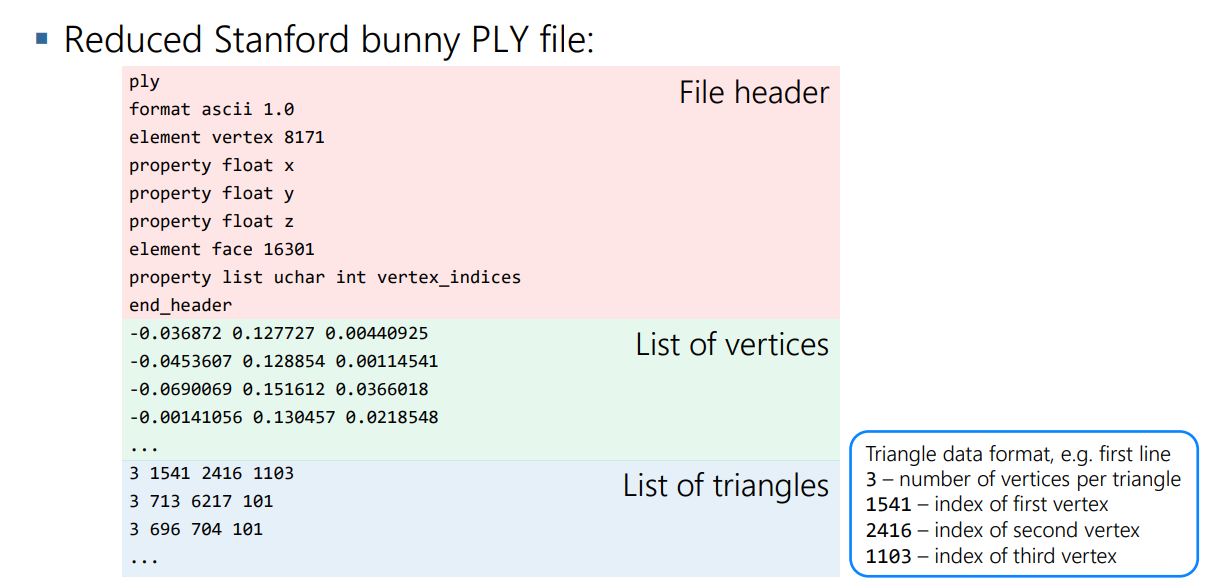 Reduced Stanford bunny PLY file:
File header
ply
format ascii 1.0
element vertex 8171
property float x
property float y
property float z
element face 16301
property list uchar int vertex_indices
end_header
List of vertices
-0.036872 0.127727 0.00440925
-0.0453607 0.128854 0.00114541
-0.0690069 0.151612 0.0366018
-0.00141056 0.130457 0.0218548
...
List of triangles
3 1541 2416 1103
3 713 6217 101
3 696 704 101
...
Triangle data format, e.g. first line
3 – number of vertices per triangle
1541 – index of first vertex
2416 – index of second vertex
1103 – index of third vertex